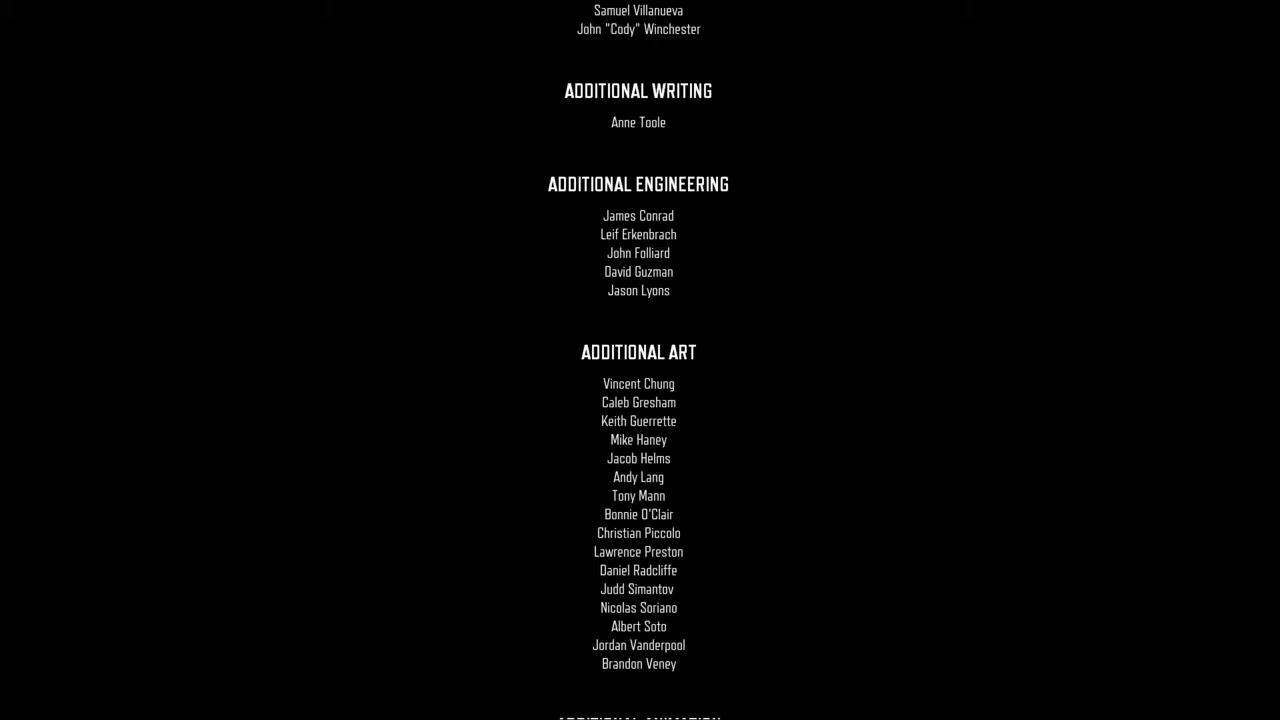 Samuel Villanueva
John "Cody" Winchester
ADDITIONAL WRITING
Anne Toole
ADDITIONAL ENGINEERING
James Conrad
Leif Erkenbrach
John Folliard
David Guzman
Jason Lyons
ADDITIONAL ART
Vincent Chung
Caleb Gresham
Keith Guerrette
Mike Haney
Jacob Helms
Andy Lang
Tony Mann
Bonnie O'Clair
Christian Piccolo
Lawrence Preston
Daniel Radcliffe
Judd Simantov
Nicolas Soriano
Albert Soto
Jordan Vanderpool
Brandon Veney
ADDITIONAL ANIMATION